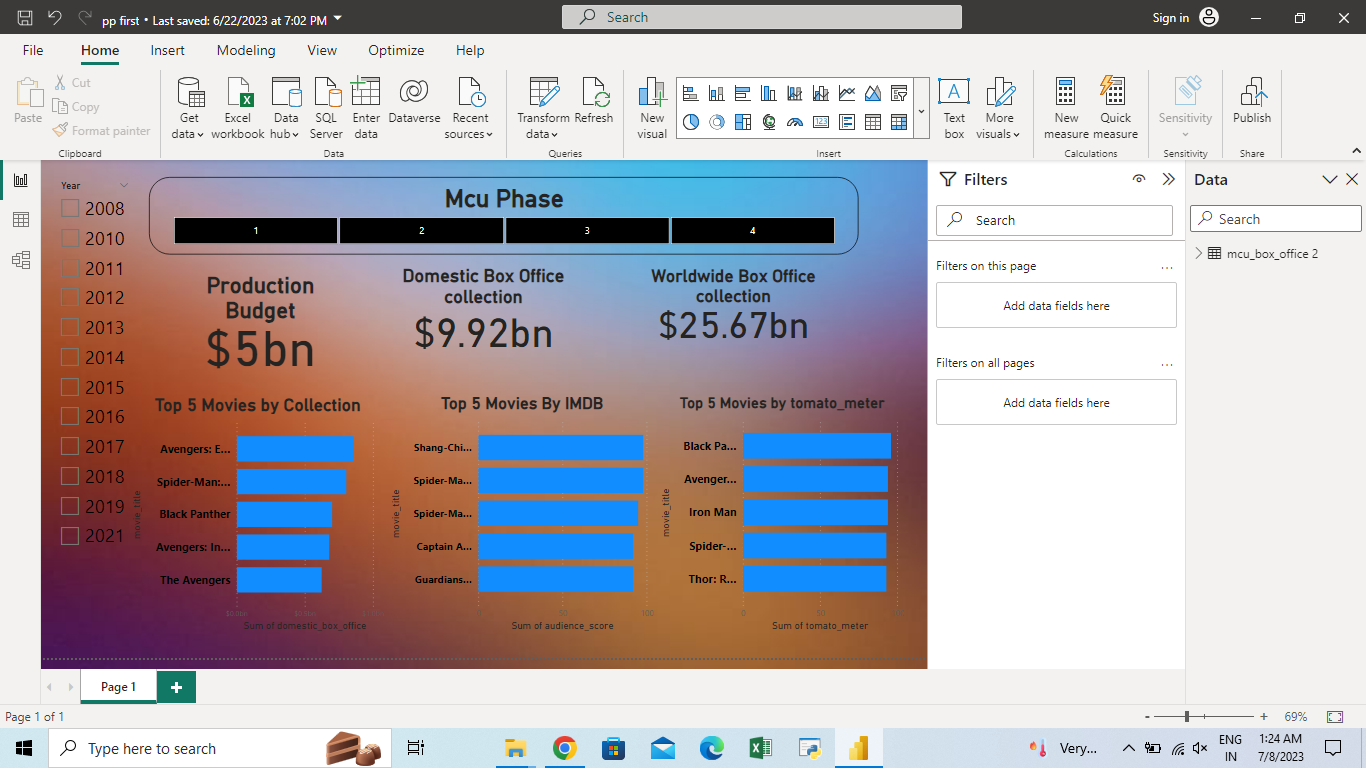 pp first • Last saved: 6/22/2023 at 7:02 PM
Search
Sign in
File Home Insert Modeling View Optimize Help
Paste
Cut
Copy
Format painter
Clipboard
Get data
Excel workbook
Data hub
SQL Server
Enter data
Dataverse
Recent sources
Data
Transform data
Refresh
Queries
New visual
123
A
Text box
More visuals
Insert
New measure
Quick measure
Calculations
Sensitivity
Sensitivity
Publish
Share
Year
2008
2010
2011
2012
2013
2014
2015
2016
2017
2018
2019
2021
Mcu Phase
1 2 3 4
Production
Budget
$5bn
Domestic Box Office
collection
$9.92bn
Worldwide Box Office
collection
$25.67bn
Top 5 Movies by Collection
movie_title
Avengers: E...
Spider-Man:...
Black Panther
Avengers: In...
The Avengers
Sum of domestic_box_office
Top 5 Movies By IMDB
movie_title
Shang-Chi...
Spider-Ma...
Spider-Ma...
Captain A...
Guardians...
0 50 100
Sum of audience_score
Top 5 Movies by tomato_meter
movie_title
Black Pa...
Avenger...
Iron Man
Spider-...
Thor: R...
0 50
Sum of tomato_meter
Filters
Search
Filters on this page
...
Add data fields here
Filters on all pages
...
Add data fields here
Data
Search
mcu_box_office 2
Page 1
+
Page 1 of 1
- + 69%
Type here to search
Very...
ENG
IN
1:24 AM
7/8/2023